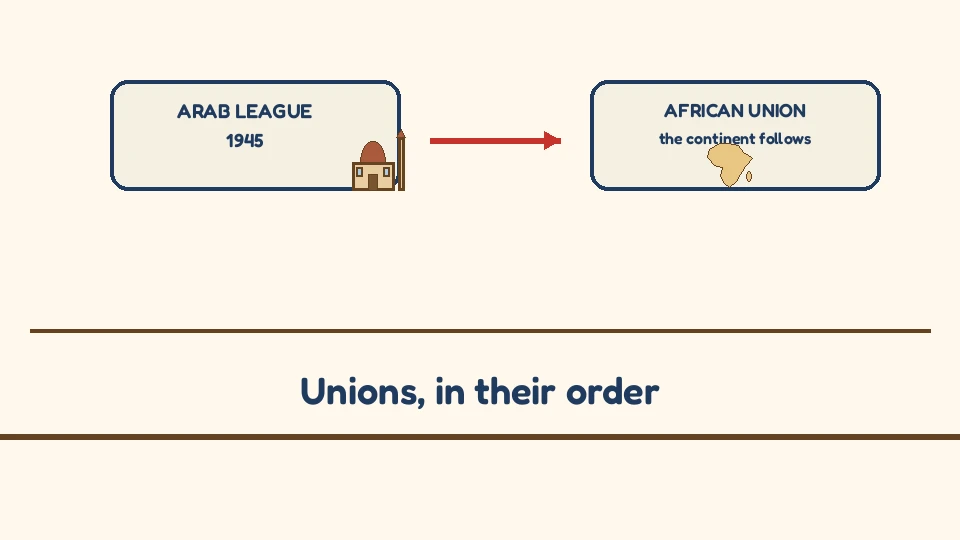 ARAB LEAGUE
1945
AFRICAN UNION
the continent follows
Unions, in their order